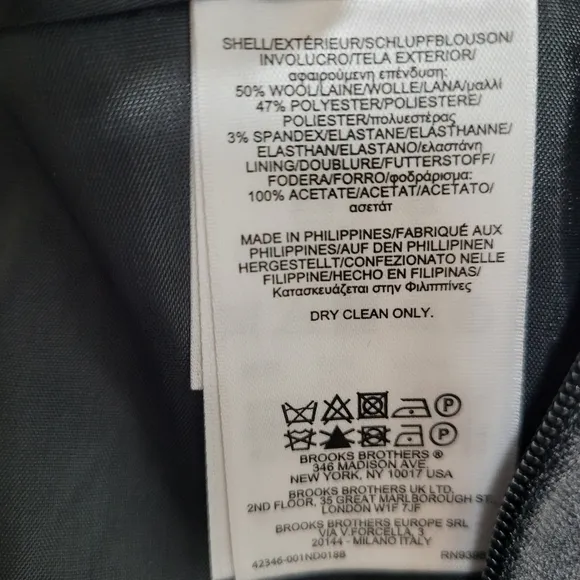 SHELL/EXTÉRIEUR/SCHLUPFBLOUSON/
INVOLUCRO/TELA EXTERIOR/
αφαιρούμενη επένδυση:
50% WOOL/LAINE/WOLLE/LANA/μαλλί
47% POLYESTER/POLIESTERE/
POLIESTER/πολυεστέρας
3% SPANDEX/ELASTANE/ELASTHANNE/
ELASTHAN/ELASTANO/ελαστάνη
LINING/DOUBLURE/FUTTERSTOFF/
FODERA/FORRO/φοδράρισμα:
100% ACETATE/ACETAT/ACETATO/
ασετάτ
MADE IN PHILIPPINES/FABRIQUÉ AUX
PHILIPPINES/AUF DEN PHILLIPINEN
HERGESTELLT/CONFEZIONATO NELLE
FILIPPINE/HECHO EN FILIPINAS/
Κατασκευάζεται στην Φιλιππίνες
DRY CLEAN ONLY.
P
P
BROOKS BROTHERS ®
346 MADISON AVE.
NEW YORK, NY 10017 USA
BROOKS BROTHERS UK LTD.
2ND FLOOR, 35 GREAT MARLBOROUGH ST.
LONDON W1F 7JF
BROOKS BROTHERS EUROPE SRL
VIA V.FORCELLA, 3
20144 - MILANO ITALY
42346-001ND0188